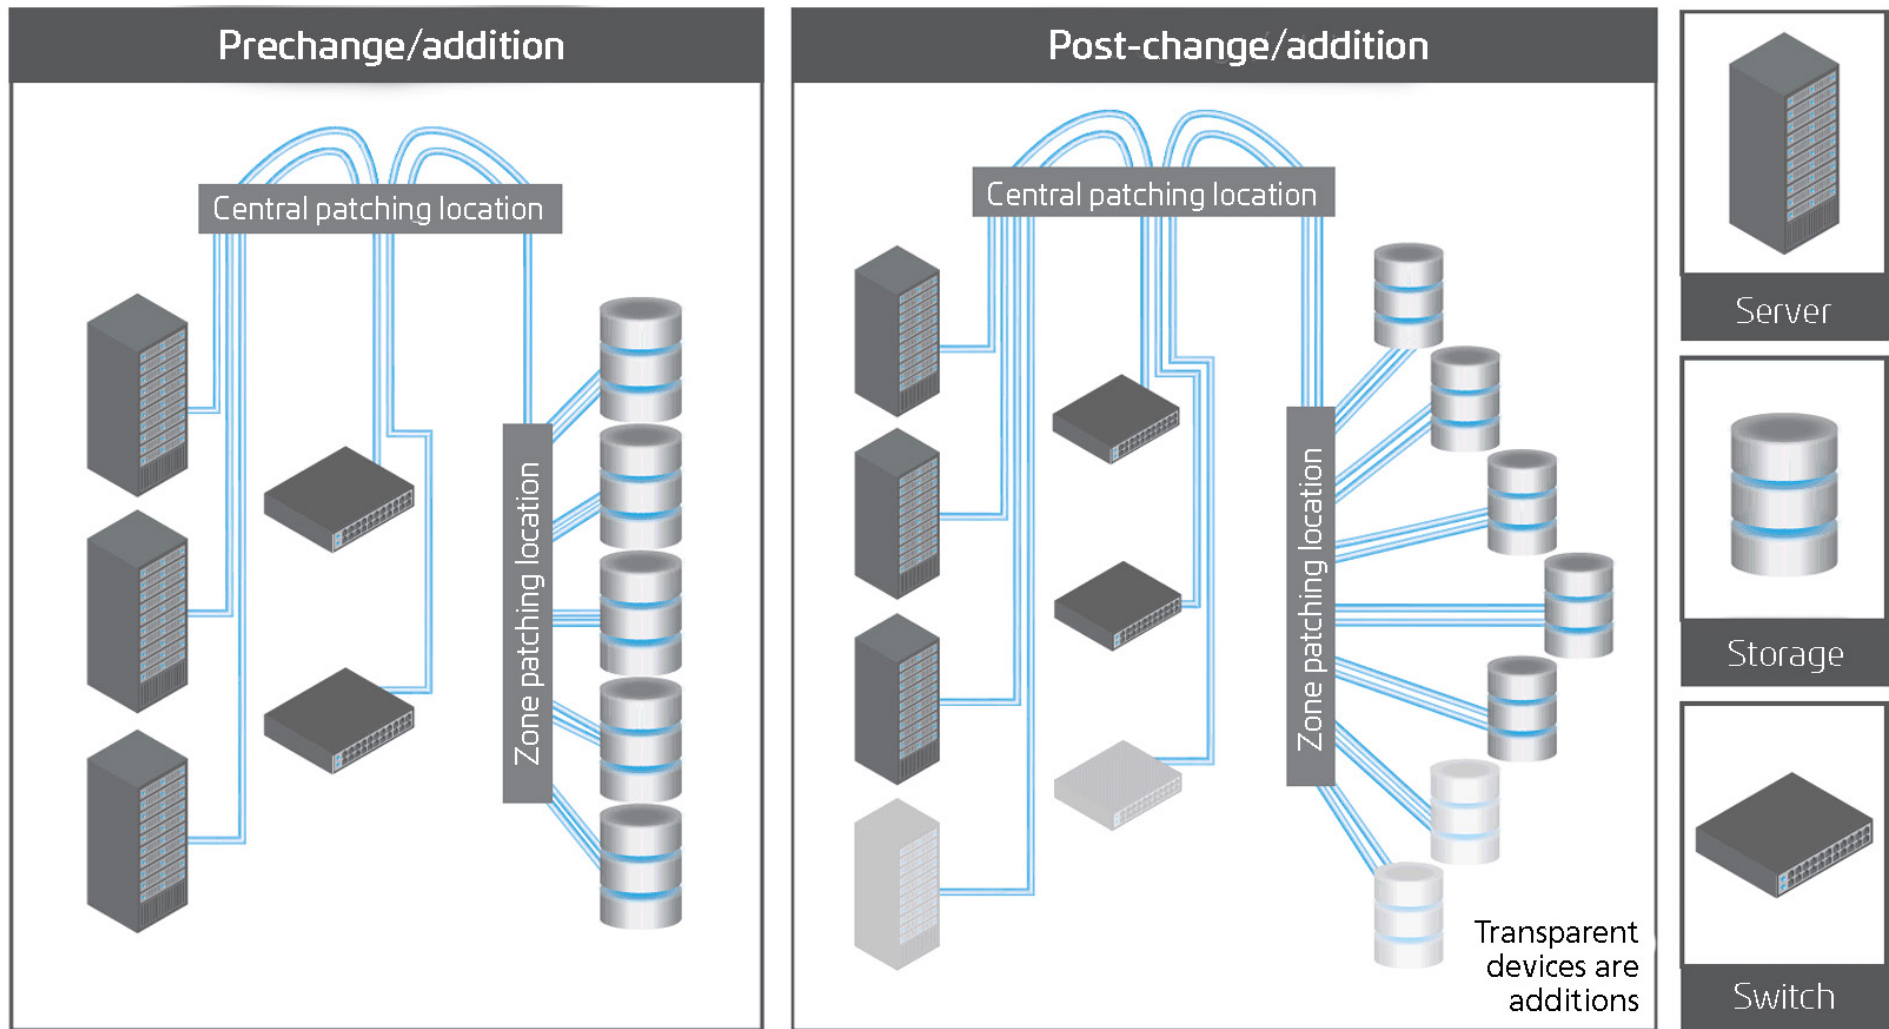 Prechange/addition
Central patching location
Zone patching location
Post-change/addition
Central patching location
Zone patching location
Transparent
devices are
additions
Server
Storage
Switch